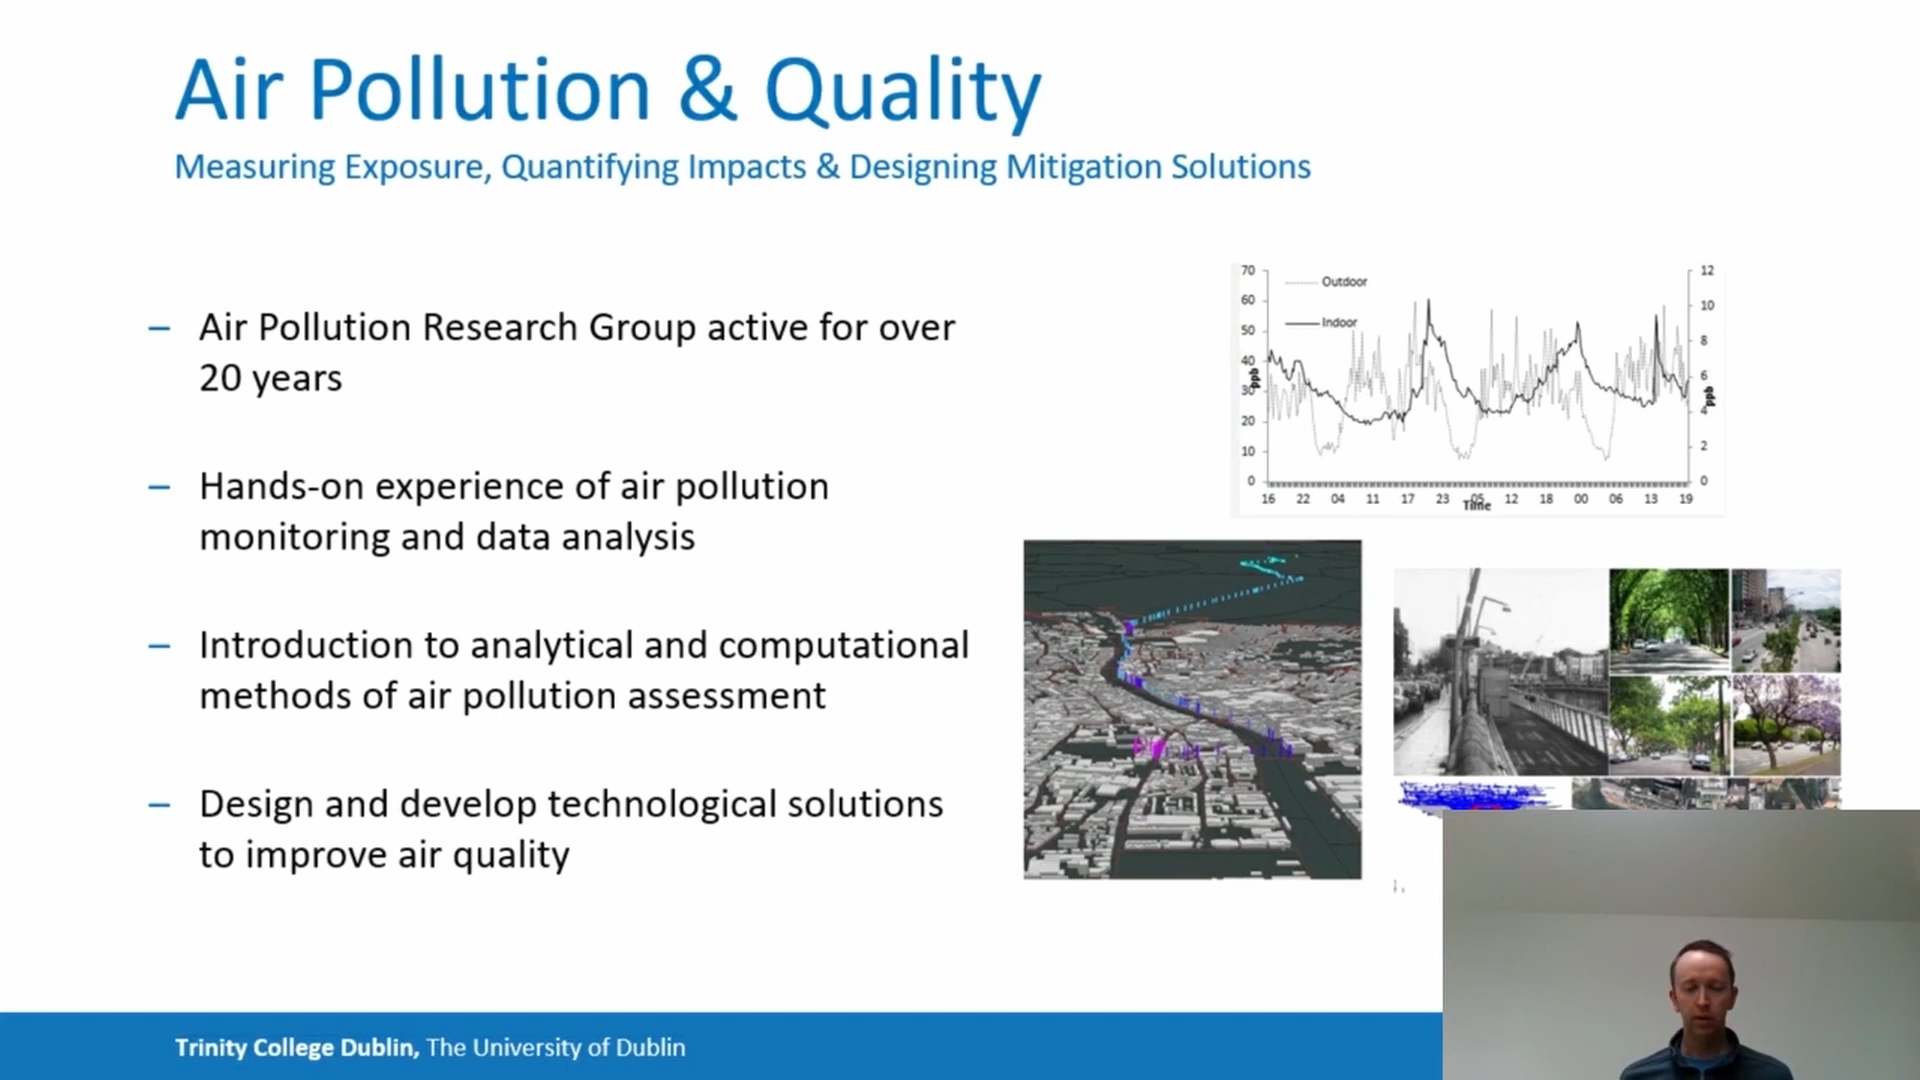 Air Pollution & Quality
Measuring Exposure, Quantifying Impacts & Designing Mitigation Solutions
– Air Pollution Research Group active for over
20 years
– Hands-on experience of air pollution
monitoring and data analysis
– Introduction to analytical and computational
methods of air pollution assessment
– Design and develop technological solutions
to improve air quality
Outdoor
Indoor
70
60
50
40
30
20
10
0
ppb
12
10
8
6
4
2
0
ppb
16 22 04 11 17 23 05 12 18 00 06 13 19
Time
Trinity College Dublin, The University of Dublin